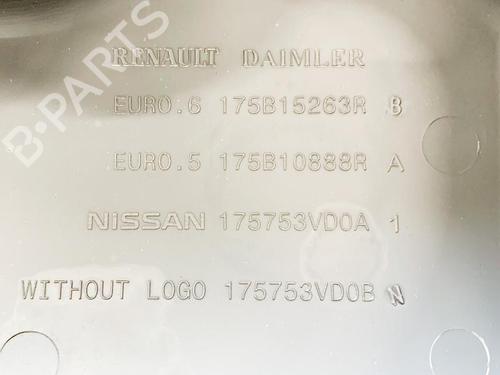 B-PARTS
RENAULT DAIMLER
EURO.6 175B15263R B
EURO.5 175B10888R A
NISSAN 175753VD0A 1
WITHOUT LOGO 175753VD0B N